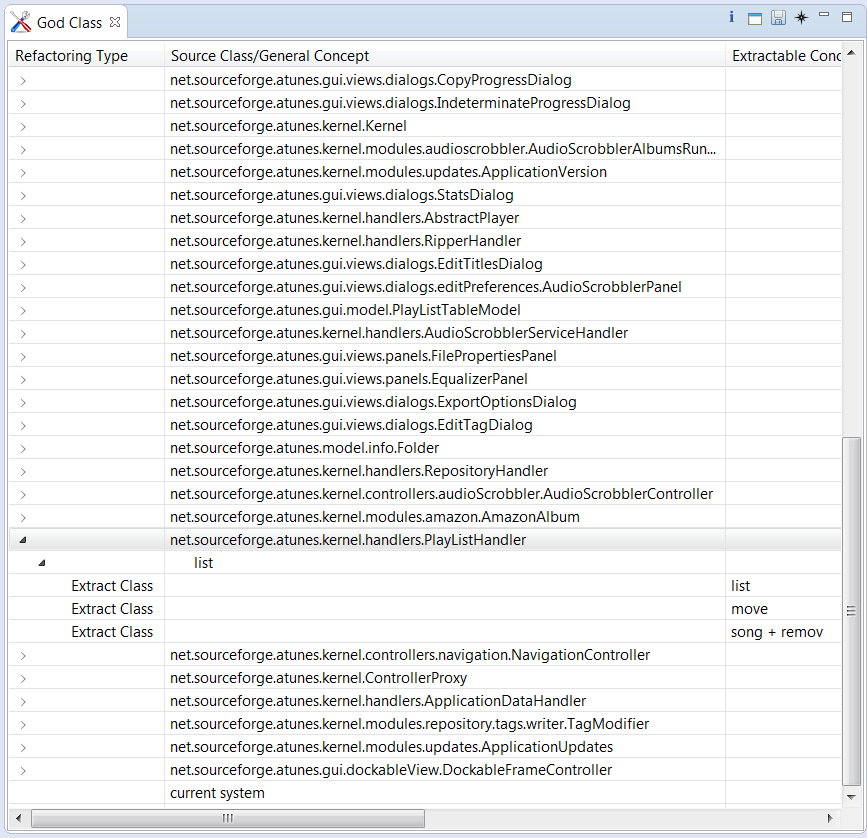 God Class
Refactoring Type Source Class/General Concept Extractable Conc
net.sourceforge.atunes.gui.views.dialogs.CopyProgressDialog
net.sourceforge.atunes.gui.views.dialogs.IndeterminateProgressDialog
net.sourceforge.atunes.kernel.Kernel
net.sourceforge.atunes.kernel.modules.audioscrobbler.AudioScrobblerAlbumsRun...
net.sourceforge.atunes.kernel.modules.updates.ApplicationVersion
net.sourceforge.atunes.gui.views.dialogs.StatsDialog
net.sourceforge.atunes.kernel.handlers.AbstractPlayer
net.sourceforge.atunes.kernel.handlers.RipperHandler
net.sourceforge.atunes.gui.views.dialogs.EditTitlesDialog
net.sourceforge.atunes.gui.views.dialogs.editPreferences.AudioScrobblerPanel
net.sourceforge.atunes.gui.model.PlayListTableModel
net.sourceforge.atunes.kernel.handlers.AudioScrobblerServiceHandler
net.sourceforge.atunes.gui.views.panels.FilePropertiesPanel
net.sourceforge.atunes.gui.views.panels.EqualizerPanel
net.sourceforge.atunes.gui.views.dialogs.ExportOptionsDialog
net.sourceforge.atunes.gui.views.dialogs.EditTagDialog
net.sourceforge.atunes.model.info.Folder
net.sourceforge.atunes.kernel.handlers.RepositoryHandler
net.sourceforge.atunes.kernel.controllers.audioScrobbler.AudioScrobblerController
net.sourceforge.atunes.kernel.modules.amazon.AmazonAlbum
net.sourceforge.atunes.kernel.handlers.PlayListHandler
list
Extract Class list
Extract Class move
Extract Class song + remov
net.sourceforge.atunes.kernel.controllers.navigation.NavigationController
net.sourceforge.atunes.kernel.ControllerProxy
net.sourceforge.atunes.kernel.handlers.ApplicationDataHandler
net.sourceforge.atunes.kernel.modules.repository.tags.writer.TagModifier
net.sourceforge.atunes.kernel.modules.updates.ApplicationUpdates
net.sourceforge.atunes.gui.dockableView.DockableFrameController
current system